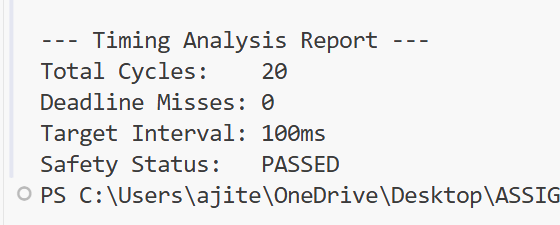 --- Timing Analysis Report ---
Total Cycles:    20
Deadline Misses: 0
Target Interval: 100ms
Safety Status:   PASSED
PS C:\Users\ajite\OneDrive\Desktop\ASSIG